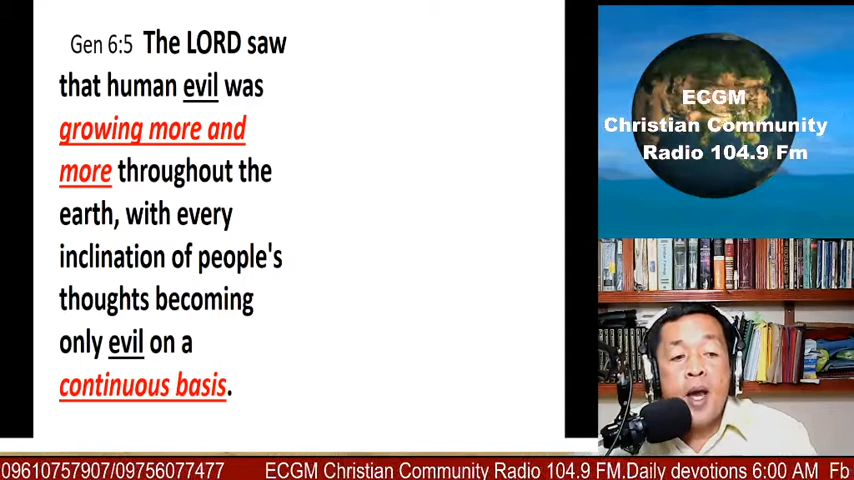 Gen 6:5 The LORD saw
that human evil was
growing more and
more throughout the
earth, with every
inclination of people's
thoughts becoming
only evil on a
continuous basis.
ECGM
Christian Community
Radio 104.9 Fm
09610757907/09756077477 ECGM Christian Community Radio 104.9 FM.Daily devotions 6:00 AM Fb